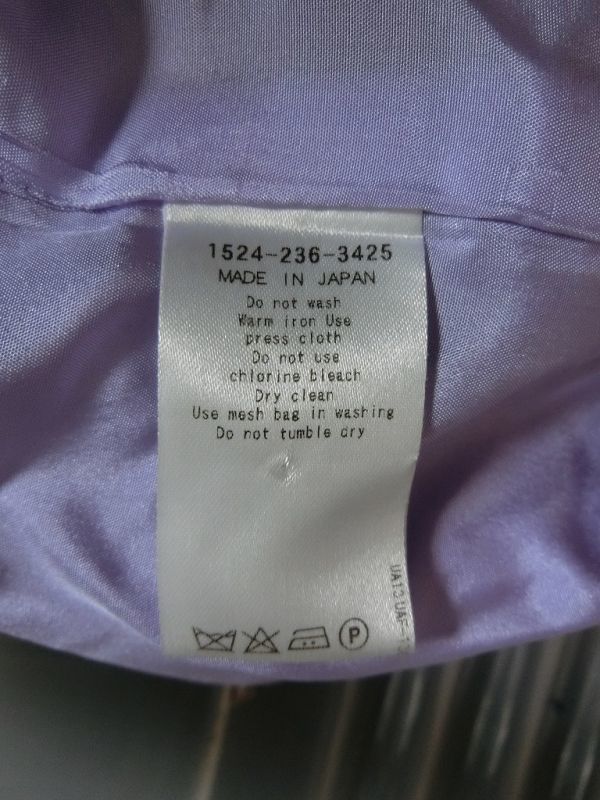 1524-236-3425
MADE IN JAPAN
Do not wash
Warm iron Use
press cloth
Do not use
chlorine bleach
Dry clean
Use mesh bag in washing
Do not tumble dry
P